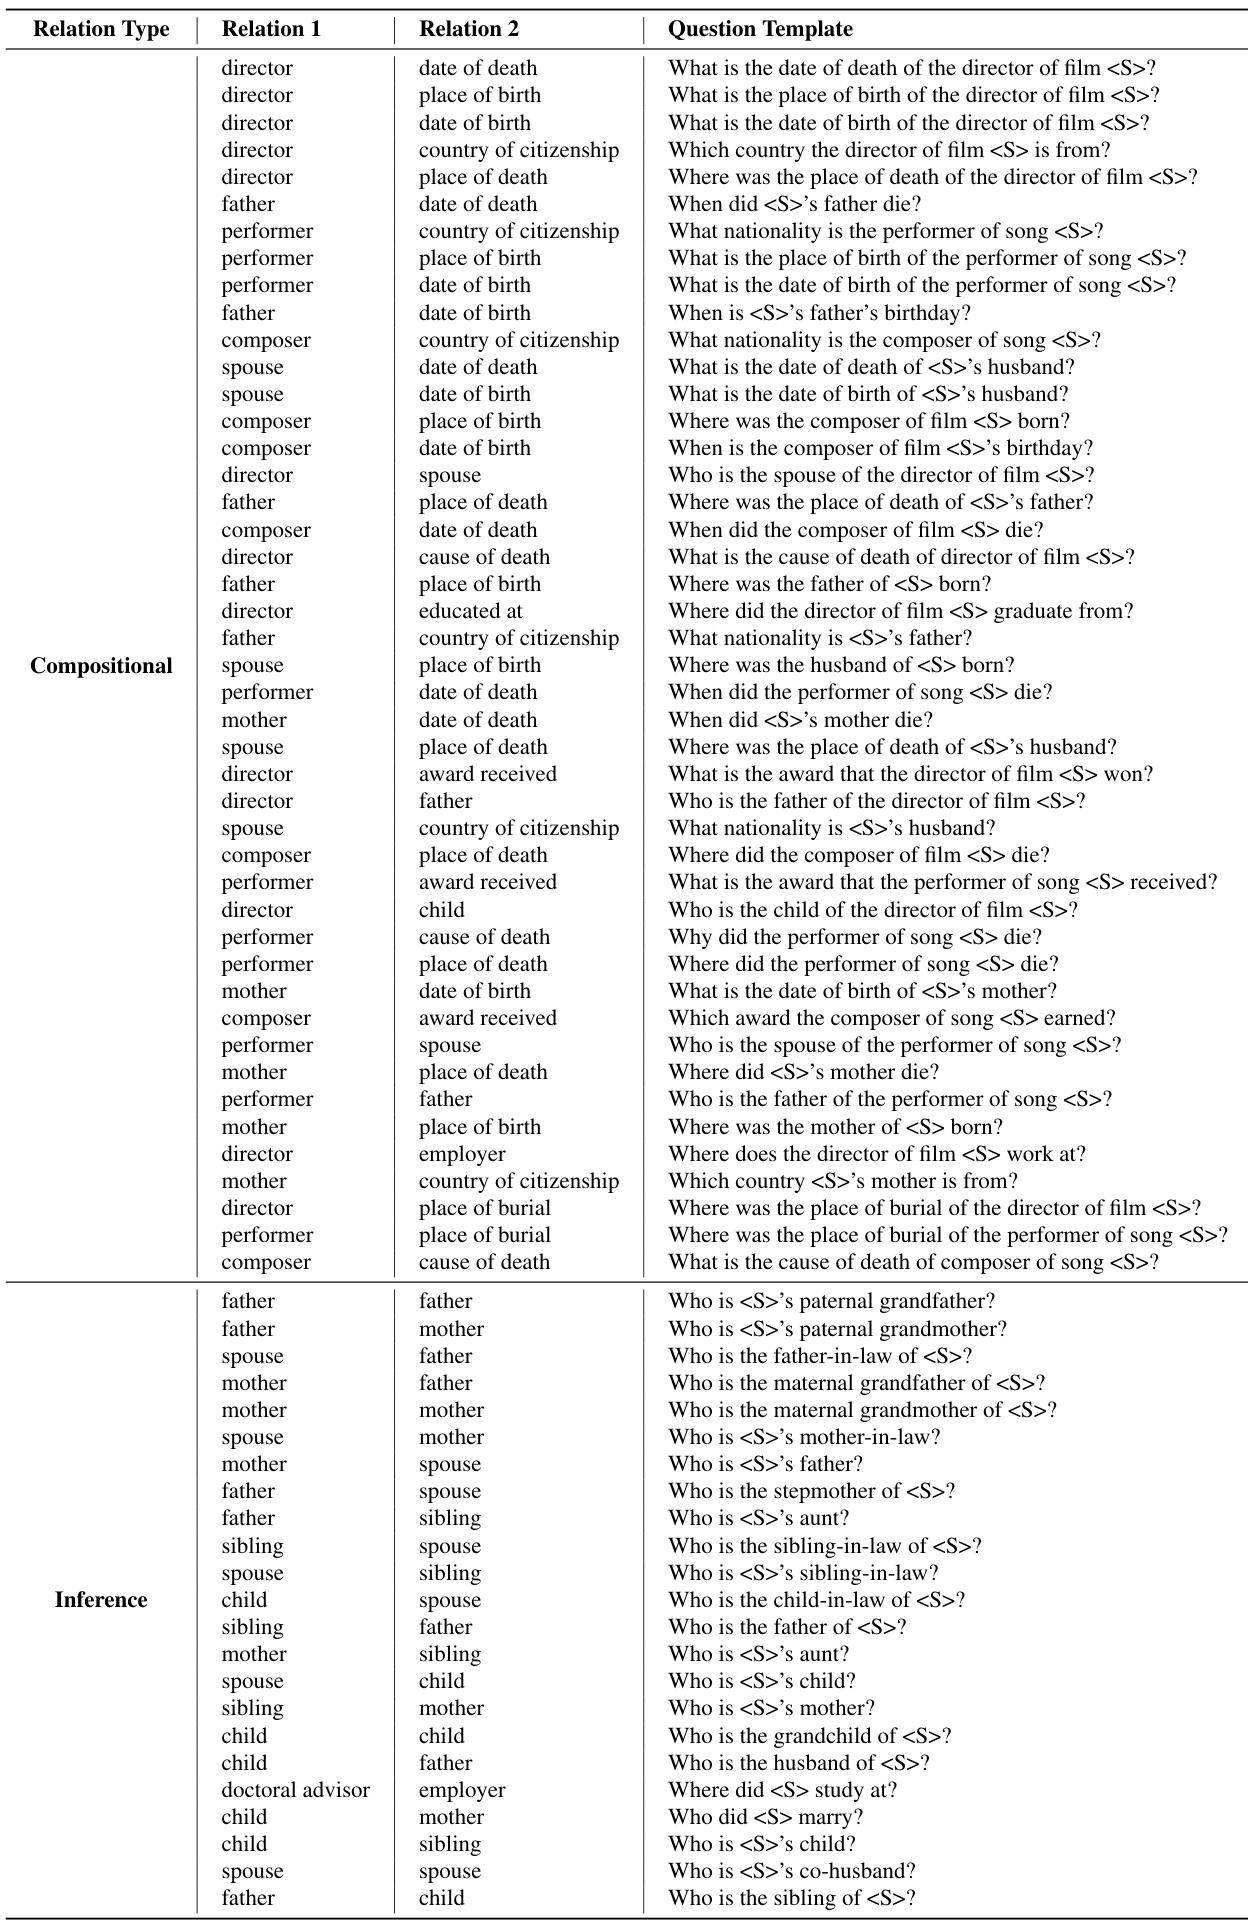 Relation Type Relation 1 Relation 2 Question Template
director date of death What is the date of death of the director of film <S>?
director place of birth What is the place of birth of the director of film <S>?
director date of birth What is the date of birth of the director of film <S>?
director country of citizenship Which country the director of film <S> is from?
director place of death Where was the place of death of the director of film <S>?
father date of death When did <S>'s father die?
performer country of citizenship What nationality is the performer of song <S>?
performer place of birth What is the place of birth of the performer of song <S>?
performer date of birth What is the date of birth of the performer of song <S>?
father date of birth When is <S>'s father's birthday?
composer country of citizenship What nationality is the composer of song <S>?
spouse date of death What is the date of death of <S>'s husband?
spouse date of birth What is the date of birth of <S>'s husband?
composer place of birth Where was the composer of film <S> born?
composer date of birth When is the composer of film <S>'s birthday?
director spouse Who is the spouse of the director of film <S>?
father place of death Where was the place of death of <S>'s father?
composer date of death When did the composer of film <S> die?
director cause of death What is the cause of death of director of film <S>?
father place of birth Where was the father of <S> born?
director educated at Where did the director of film <S> graduate from?
father country of citizenship What nationality is <S>'s father?
Compositional spouse place of birth Where was the husband of <S> born?
performer date of death When did the performer of song <S> die?
mother date of death When did <S>'s mother die?
spouse place of death Where was the place of death of <S>'s husband?
director award received What is the award that the director of film <S> won?
director father Who is the father of the director of film <S>?
spouse country of citizenship What nationality is <S>'s husband?
composer place of death Where did the composer of film <S> die?
performer award received What is the award that the performer of song <S> received?
director child Who is the child of the director of film <S>?
performer cause of death Why did the performer of song <S> die?
performer place of death Where did the performer of song <S> die?
mother date of birth What is the date of birth of <S>'s mother?
composer award received Which award the composer of song <S> earned?
performer spouse Who is the spouse of the performer of song <S>?
mother place of death Where did <S>'s mother die?
performer father Who is the father of the performer of song <S>?
mother place of birth Where was the mother of <S> born?
director employer Where does the director of film <S> work at?
mother country of citizenship Which country <S>'s mother is from?
director place of burial Where was the place of burial of the director of film <S>?
performer place of burial Where was the place of burial of the performer of song <S>?
composer cause of death What is the cause of death of composer of song <S>?
father father Who is <S>'s paternal grandfather?
father mother Who is <S>'s paternal grandmother?
spouse father Who is the father-in-law of <S>?
mother father Who is the maternal grandfather of <S>?
mother mother Who is the maternal grandmother of <S>?
spouse mother Who is <S>'s mother-in-law?
mother spouse Who is <S>'s father?
father spouse Who is the stepmother of <S>?
father sibling Who is <S>'s aunt?
sibling spouse Who is the sibling-in-law of <S>?
spouse sibling Who is <S>'s sibling-in-law?
Inference child spouse Who is the child-in-law of <S>?
sibling father Who is the father of <S>?
mother sibling Who is <S>'s aunt?
spouse child Who is <S>'s child?
sibling mother Who is <S>'s mother?
child child Who is the grandchild of <S>?
child father Who is the husband of <S>?
doctoral advisor employer Where did <S> study at?
child mother Who did <S> marry?
child sibling Who is <S>'s child?
spouse spouse Who is <S>'s co-husband?
father child Who is the sibling of <S>?